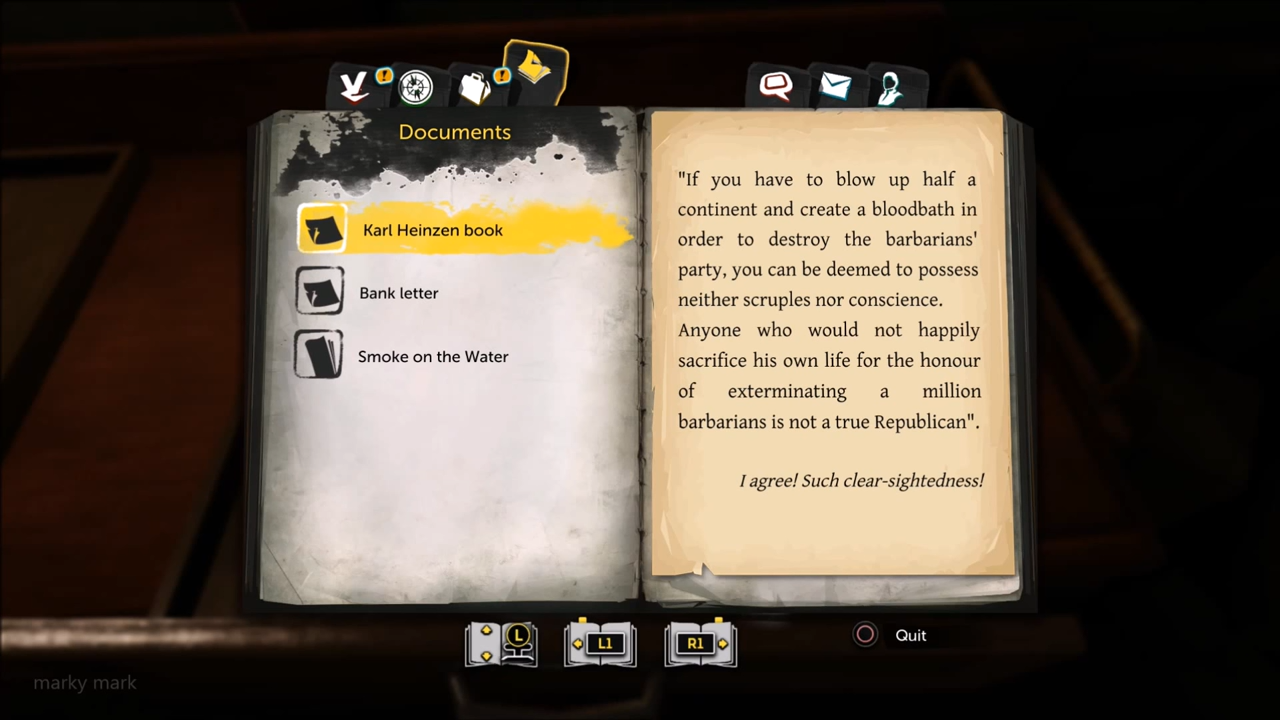 Documents
Karl Heinzen book
Bank letter
Smoke on the Water
"If you have to blow up half a
continent and create a bloodbath in
order to destroy the barbarians'
party, you can be deemed to possess
neither scruples nor conscience.
Anyone who would not happily
sacrifice his own life for the honour
of exterminating a million
barbarians is not a true Republican".
I agree! Such clear-sightedness!
L
L1
R1
Quit
marky mark